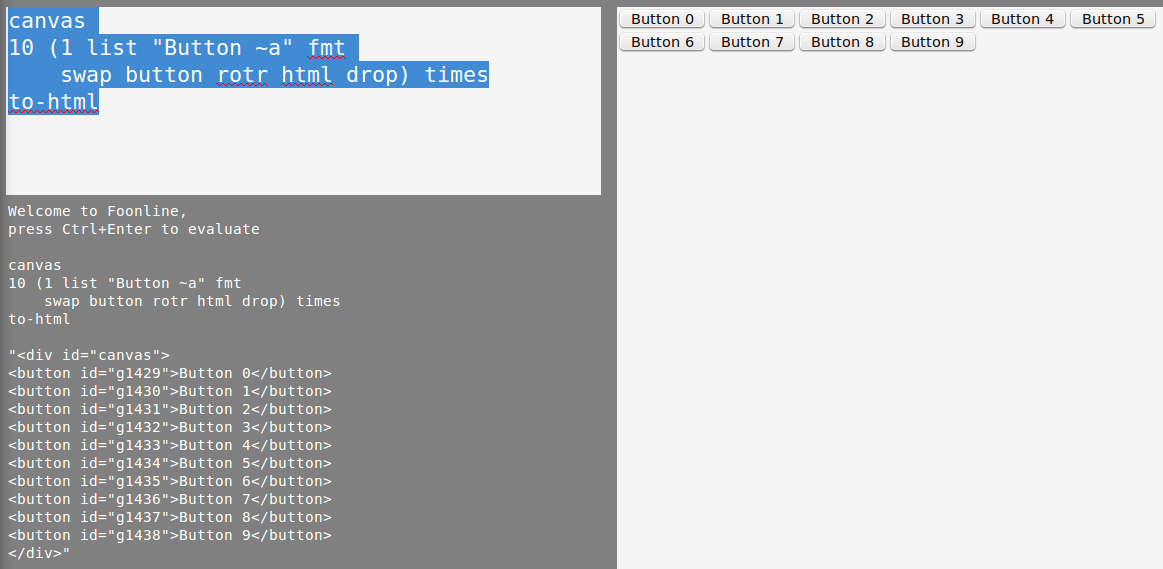 canvas
10 (1 list "Button ~a" fmt
    swap button rotr html drop) times
to-html
Welcome to Foonline,
press Ctrl+Enter to evaluate
canvas
10 (1 list "Button ~a" fmt
    swap button rotr html drop) times
to-html
"<div id="canvas">
<button id="g1429">Button 0</button>
<button id="g1430">Button 1</button>
<button id="g1431">Button 2</button>
<button id="g1432">Button 3</button>
<button id="g1433">Button 4</button>
<button id="g1434">Button 5</button>
<button id="g1435">Button 6</button>
<button id="g1436">Button 7</button>
<button id="g1437">Button 8</button>
<button id="g1438">Button 9</button>
</div>"
Button 0 Button 1 Button 2 Button 3 Button 4 Button 5
Button 6 Button 7 Button 8 Button 9